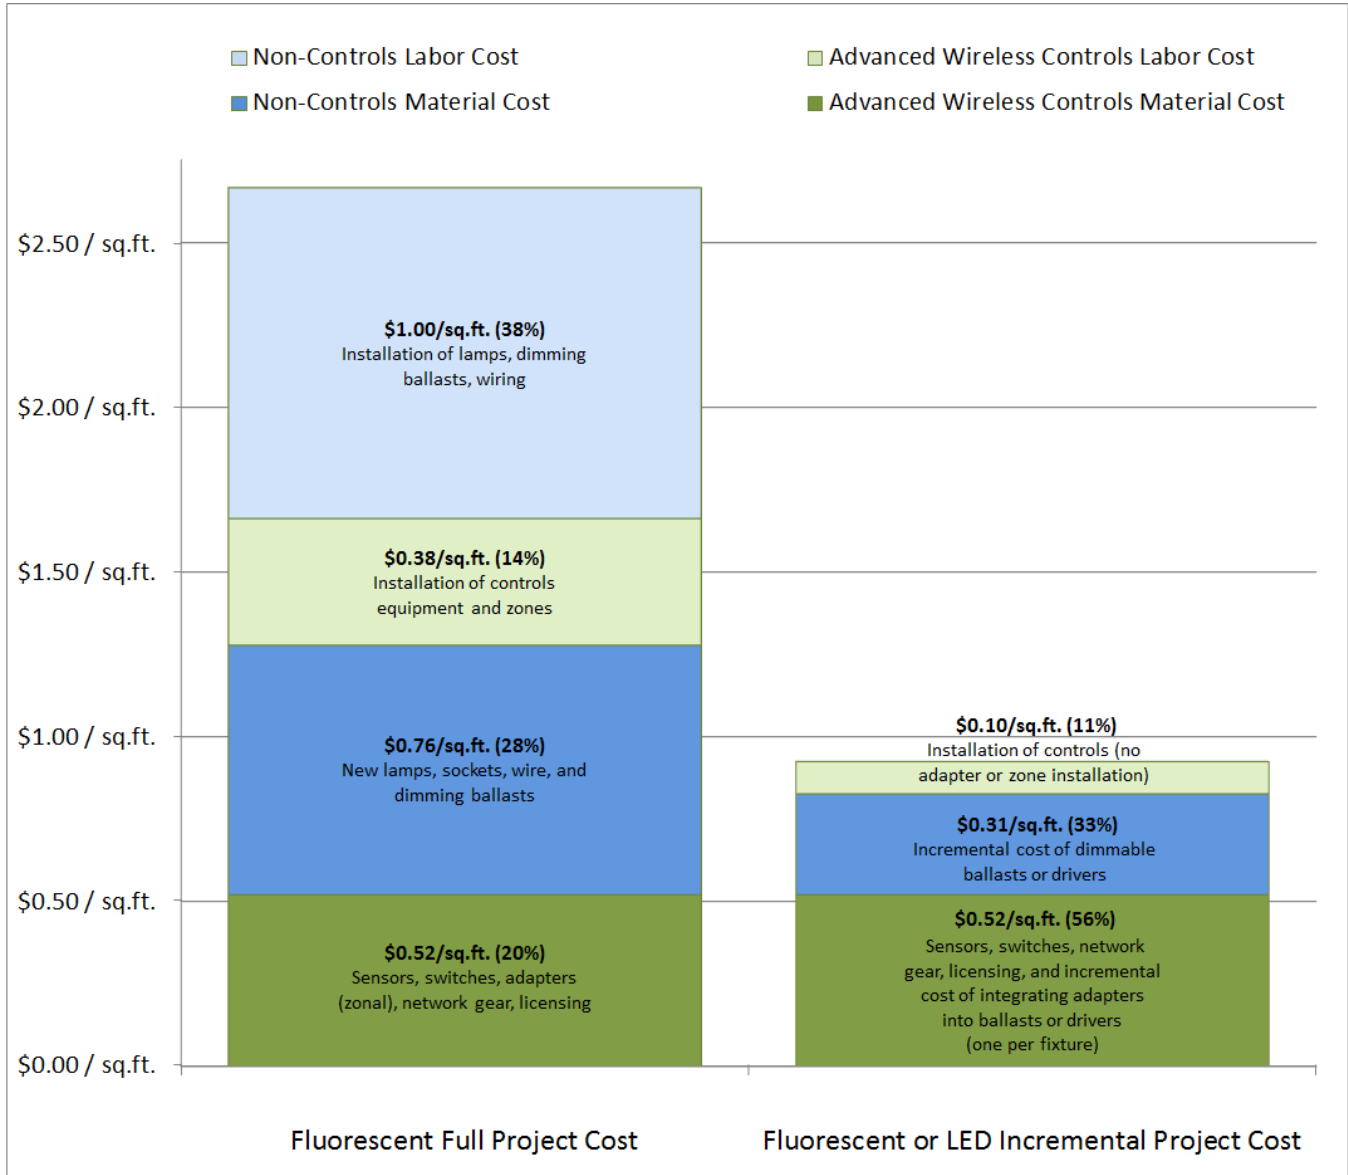 Non-Controls Labor Cost
Advanced Wireless Controls Labor Cost
Non-Controls Material Cost
Advanced Wireless Controls Material Cost
$2.50 / sq.ft.
$2.00 / sq.ft.
$1.50 / sq.ft.
$1.00 / sq.ft.
$0.50 / sq.ft.
$0.00 / sq.ft.
$1.00/sq.ft. (38%)
Installation of lamps, dimming
ballasts, wiring
$0.38/sq.ft. (14%)
Installation of controls
equipment and zones
$0.76/sq.ft. (28%)
New lamps, sockets, wire, and
dimming ballasts
$0.52/sq.ft. (20%)
Sensors, switches, adapters
(zonal), network gear, licensing
$0.10/sq.ft. (11%)
Installation of controls (no
adapter or zone installation)
$0.31/sq.ft. (33%)
Incremental cost of dimmable
ballasts or drivers
$0.52/sq.ft. (56%)
Sensors, switches, network
gear, licensing, and incremental
cost of integrating adapters
into ballasts or drivers
(one per fixture)
Fluorescent Full Project Cost
Fluorescent or LED Incremental Project Cost